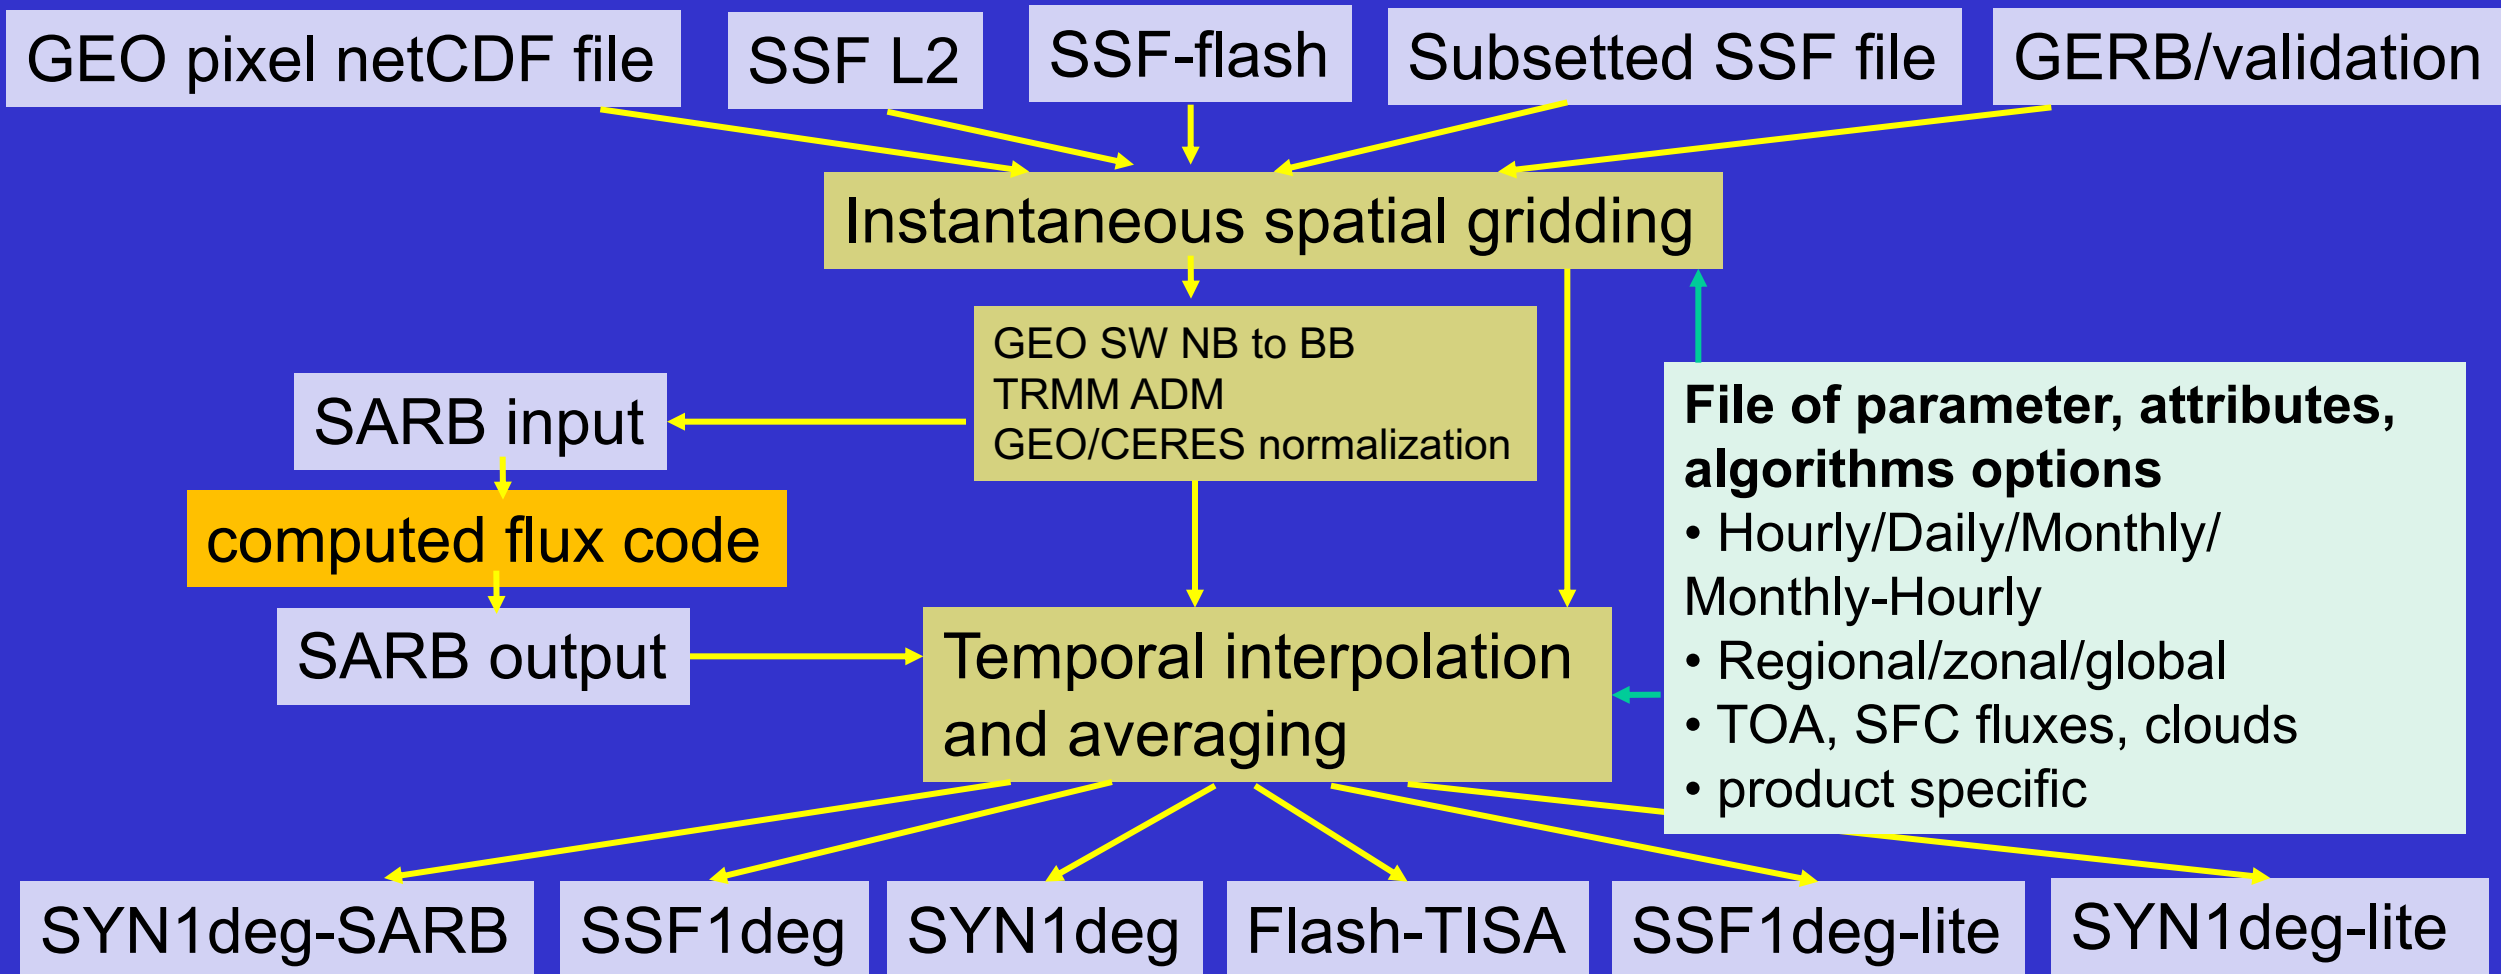 GEO pixel netCDF file
SSF L2
SSF-flash
Subsetted SSF file
GERB/validation
Instantaneous spatial gridding
GEO SW NB to BB
TRMM ADM
GEO/CERES normalization
SARB input
computed flux code
SARB output
Temporal interpolation
and averaging
File of parameter, attributes,
algorithms options
• Hourly/Daily/Monthly/
Monthly-Hourly
• Regional/zonal/global
• TOA, SFC fluxes, clouds
• product specific
SYN1deg-SARB
SSF1deg
SYN1deg
Flash-TISA
SSF1deg-lite
SYN1deg-lite